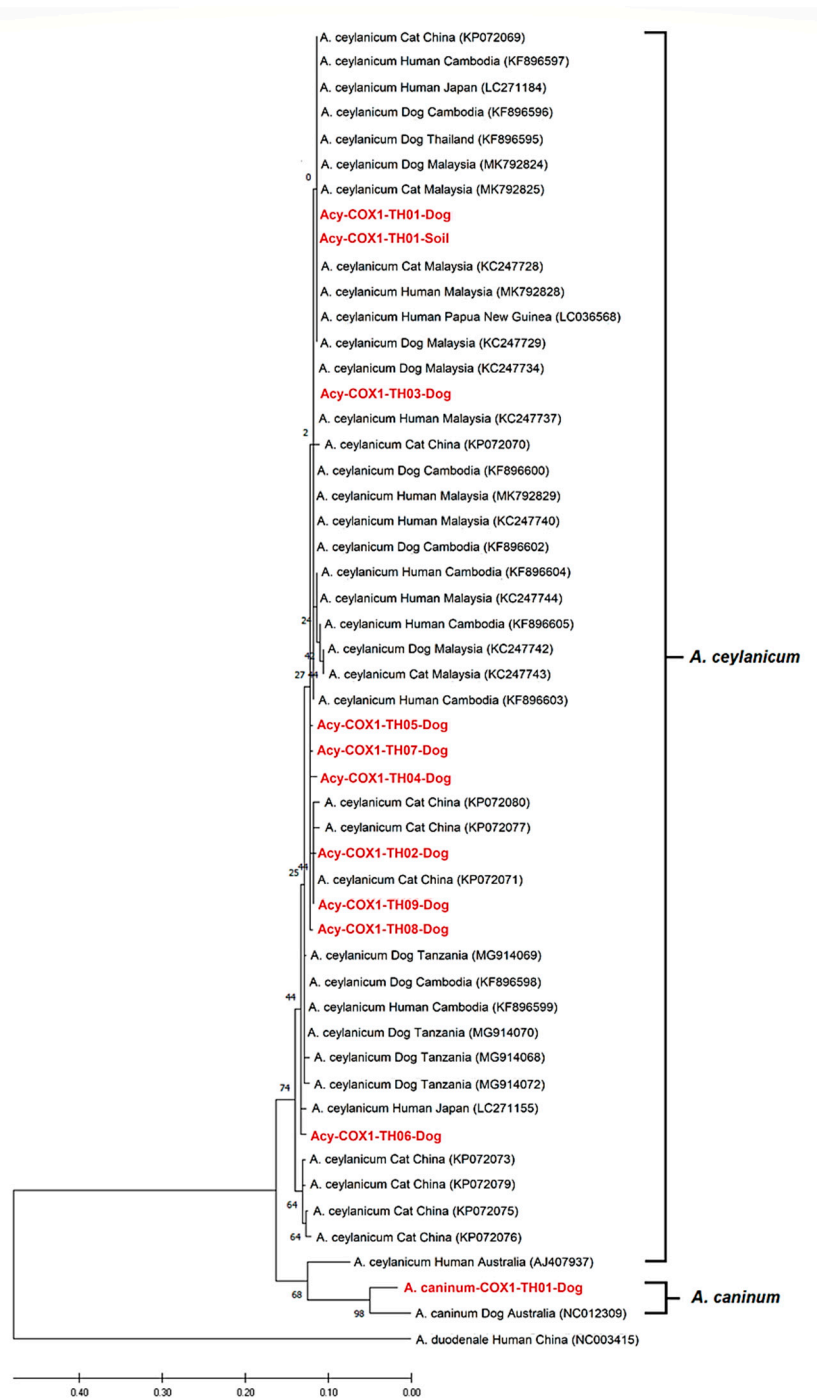 A. ceylanicum Cat China (KP072069)
A. ceylanicum Human Cambodia (KF896597)
A. ceylanicum Human Japan (LC271184)
A. ceylanicum Dog Cambodia (KF896596)
A. ceylanicum Dog Thailand (KF896595)
A. ceylanicum Dog Malaysia (MK792824)
0
A. ceylanicum Cat Malaysia (MK792825)
Acy-COX1-TH01-Dog
Acy-COX1-TH01-Soil
A. ceylanicum Cat Malaysia (KC247728)
A. ceylanicum Human Malaysia (MK792828)
A. ceylanicum Human Papua New Guinea (LC036568)
A. ceylanicum Dog Malaysia (KC247729)
A. ceylanicum Dog Malaysia (KC247734)
Acy-COX1-TH03-Dog
A. ceylanicum Human Malaysia (KC247737)
2
A. ceylanicum Cat China (KP072070)
A. ceylanicum Dog Cambodia (KF896600)
A. ceylanicum Human Malaysia (MK792829)
A. ceylanicum Human Malaysia (KC247740)
A. ceylanicum Dog Cambodia (KF896602)
A. ceylanicum Human Cambodia (KF896604)
A. ceylanicum Human Malaysia (KC247744)
24
A. ceylanicum Human Cambodia (KF896605)
A. ceylanicum Dog Malaysia (KC247742)
42
A. ceylanicum
A. ceylanicum Cat Malaysia (KC247743)
27 44
A. ceylanicum Human Cambodia (KF896603)
Acy-COX1-TH05-Dog
Acy-COX1-TH07-Dog
Acy-COX1-TH04-Dog
A. ceylanicum Cat China (KP072080)
A. ceylanicum Cat China (KP072077)
Acy-COX1-TH02-Dog
25 44
A. ceylanicum Cat China (KP072071)
Acy-COX1-TH09-Dog
Acy-COX1-TH08-Dog
A. ceylanicum Dog Tanzania (MG914069)
A. ceylanicum Dog Cambodia (KF896598)
44
A. ceylanicum Human Cambodia (KF896599)
A. ceylanicum Dog Tanzania (MG914070)
A. ceylanicum Dog Tanzania (MG914068)
A. ceylanicum Dog Tanzania (MG914072)
74
A. ceylanicum Human Japan (LC271155)
Acy-COX1-TH06-Dog
A. ceylanicum Cat China (KP072073)
A. ceylanicum Cat China (KP072079)
64
A. ceylanicum Cat China (KP072075)
A. ceylanicum Cat China (KP072076)
64
A. ceylanicum Human Australia (AJ407937)
A. caninum-COX1-TH01-Dog
68
A. caninum
A. caninum Dog Australia (NC012309)
98
A. duodenale Human China (NC003415)
0.40 0.30 0.20 0.10 0.00